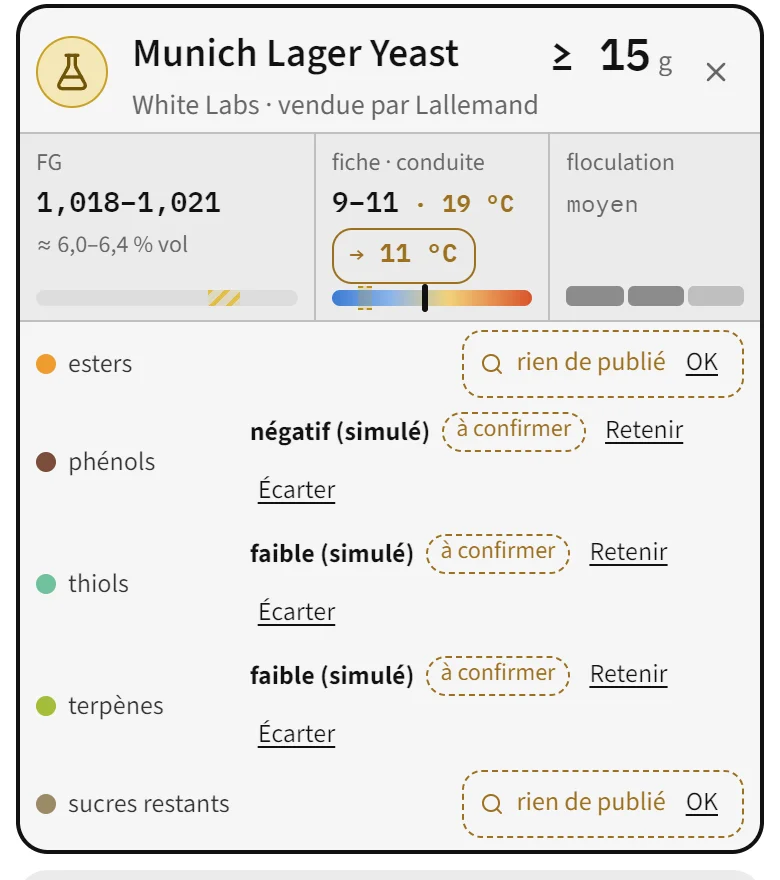 Munich Lager Yeast ≥ 15 g ×
White Labs · vendue par Lallemand
FG fiche · conduite floculation
1,018–1,021 9–11 · 19 °C moyen
≈ 6,0–6,4 % vol → 11 °C
esters rien de publié OK
négatif (simulé) à confirmer Retenir
phénols
Écarter
faible (simulé) à confirmer Retenir
thiols
Écarter
faible (simulé) à confirmer Retenir
terpènes
Écarter
sucres restants rien de publié OK